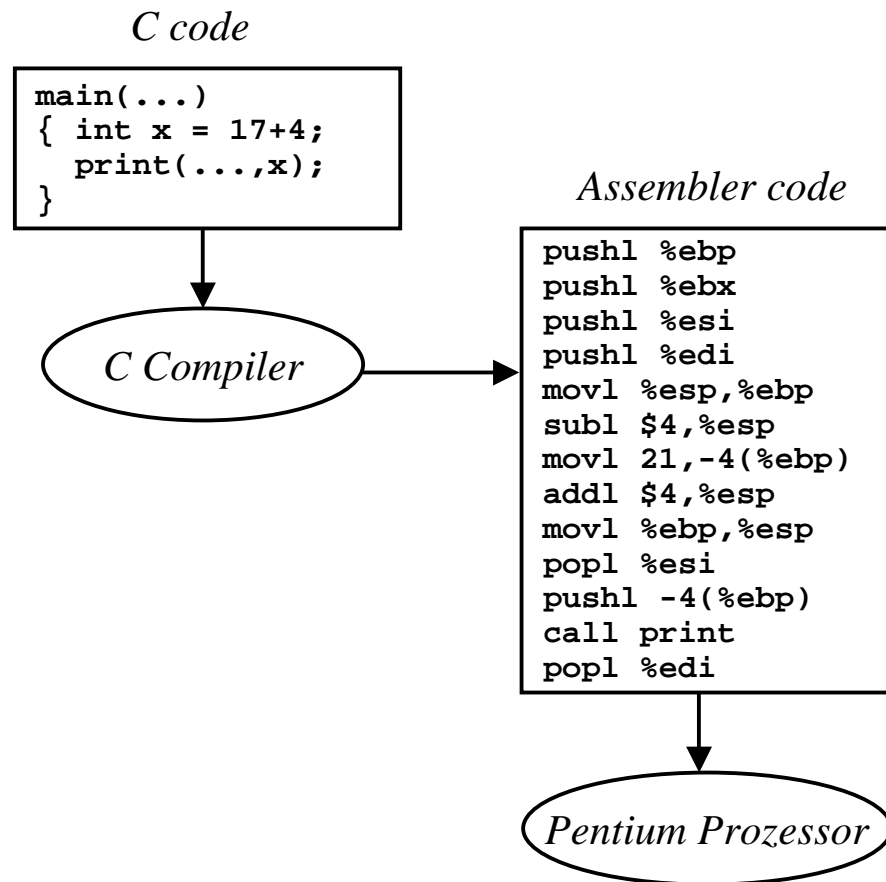 C code
main(...)
{ int x = 17+4;
  print(...,x);
}
C Compiler
Assembler code
pushl %ebp
pushl %ebx
pushl %esi
pushl %edi
movl %esp,%ebp
subl $4,%esp
movl 21,-4(%ebp)
addl $4,%esp
movl %ebp,%esp
popl %esi
pushl -4(%ebp)
call print
popl %edi
Pentium Prozessor